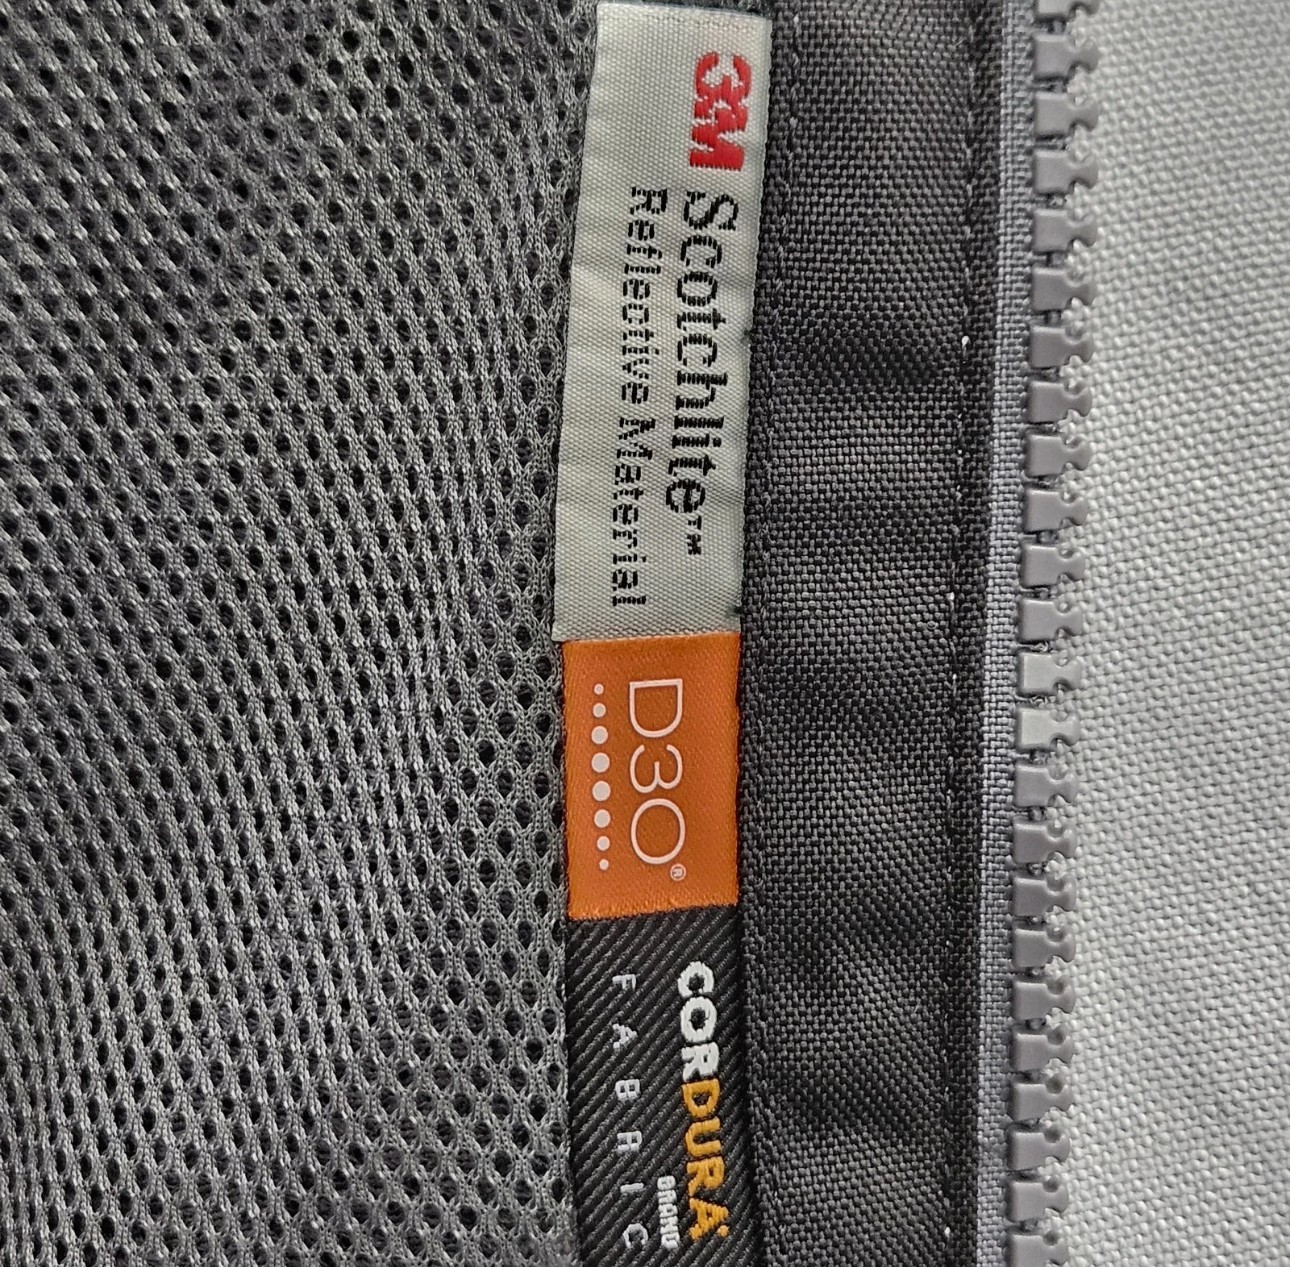 3M Scotchlite™
Reflective Material
D3O®
CORDURA®
BRAND
FABRIC